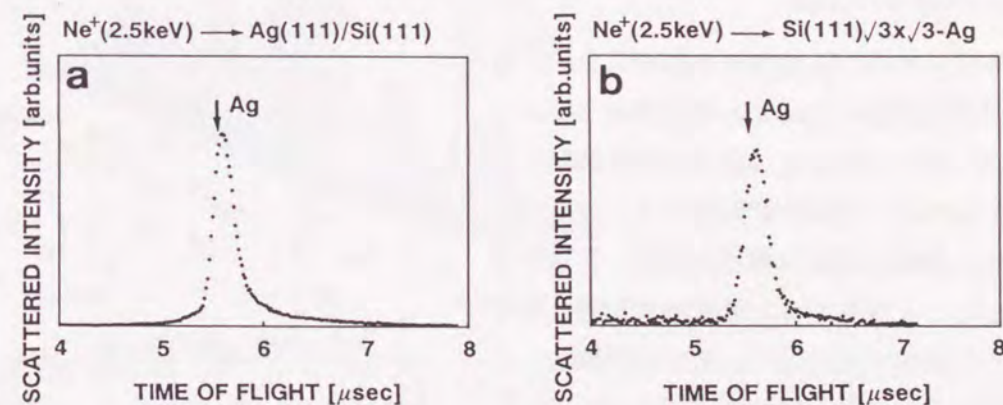 Ne⁺(2.5keV) ⟶ Ag(111)/Si(111)
a
Ag
SCATTERED INTENSITY [arb.units]
4 5 6 7 8
TIME OF FLIGHT [μsec]
Ne⁺(2.5keV) ⟶ Si(111)√3x√3-Ag
b
Ag
SCATTERED INTENSITY [arb.units]
4 5 6 7 8
TIME OF FLIGHT [μsec]